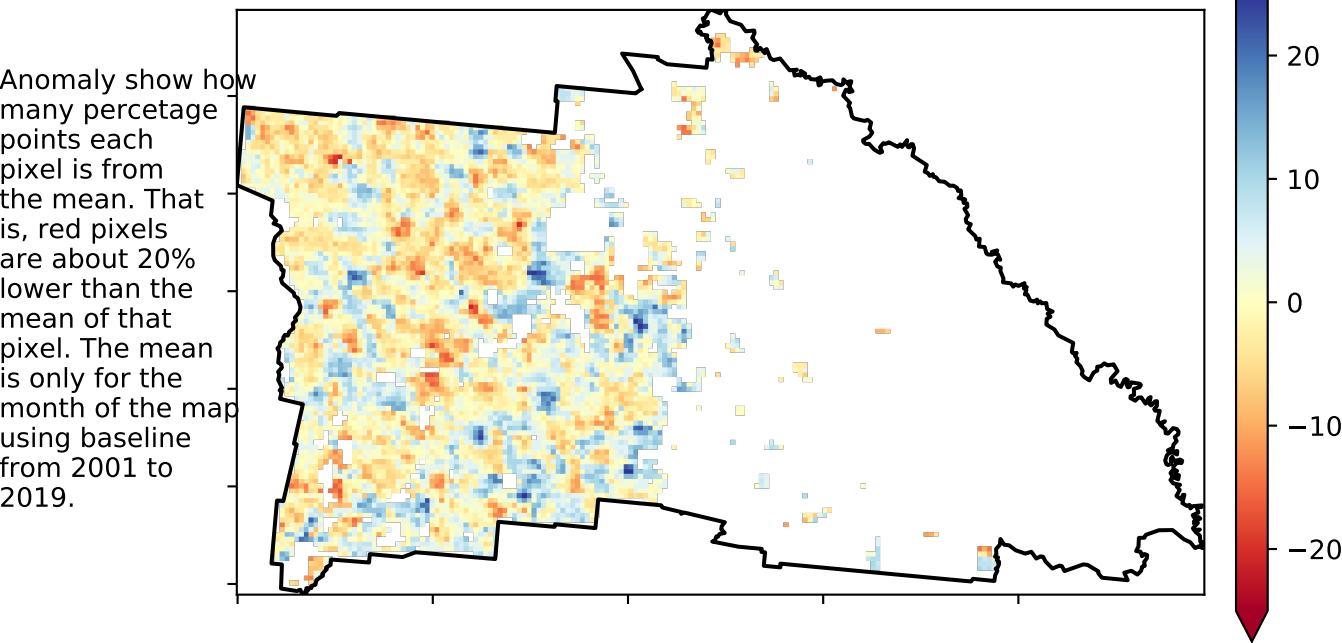 Anomaly show how
many percetage
points each
pixel is from
the mean. That
is, red pixels
are about 20%
lower than the
mean of that
pixel. The mean
is only for the
month of the map
using baseline
from 2001 to
2019.
20
10
0
−10
−20